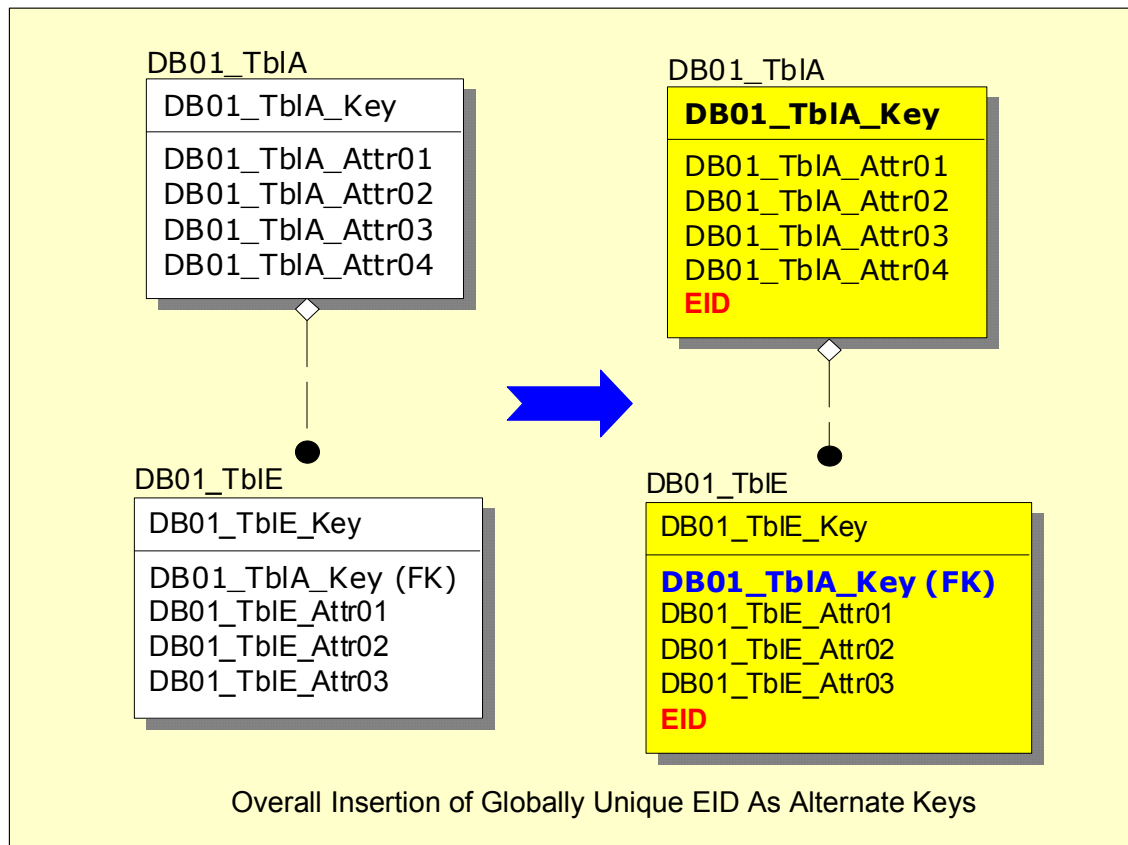 DB01_TblA
DB01_TblA_Key
DB01_TblA_Attr01
DB01_TblA_Attr02
DB01_TblA_Attr03
DB01_TblA_Attr04
DB01_TblE
DB01_TblE_Key
DB01_TblA_Key (FK)
DB01_TblE_Attr01
DB01_TblE_Attr02
DB01_TblE_Attr03
DB01_TblA
DB01_TblA_Key
DB01_TblA_Attr01
DB01_TblA_Attr02
DB01_TblA_Attr03
DB01_TblA_Attr04
EID
DB01_TblE
DB01_TblE_Key
DB01_TblA_Key (FK)
DB01_TblE_Attr01
DB01_TblE_Attr02
DB01_TblE_Attr03
EID
Overall Insertion of Globally Unique EID As Alternate Keys